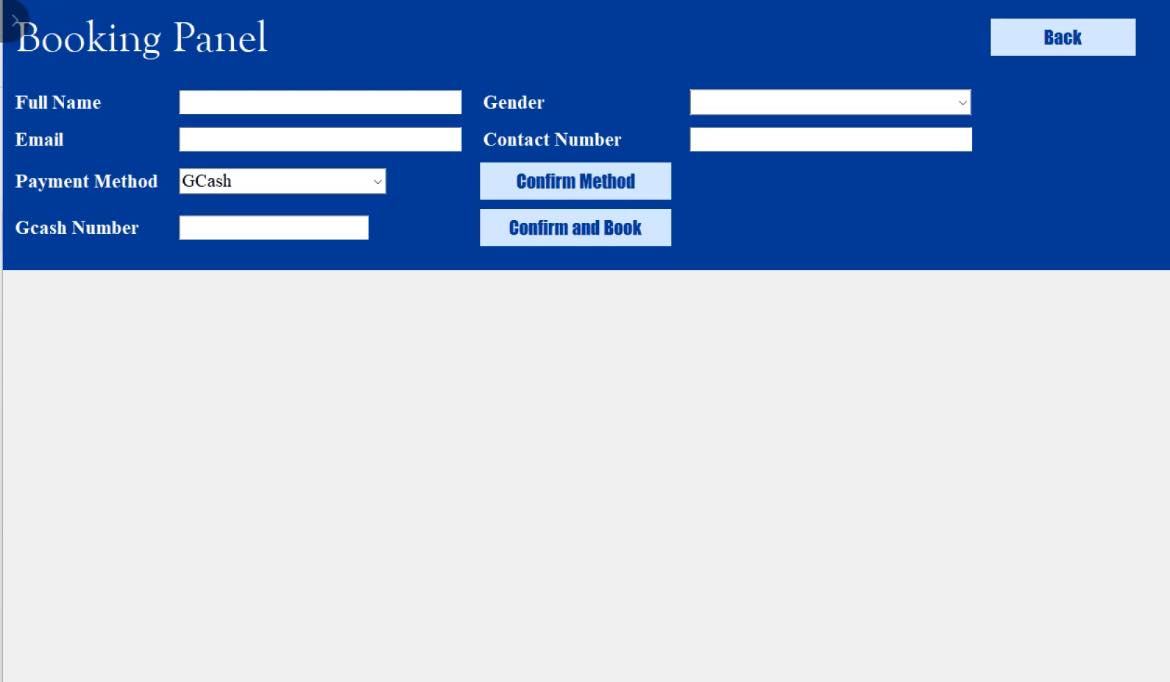 Booking Panel
Back
Full Name
Gender
Email
Contact Number
Payment Method
GCash
Confirm Method
Gcash Number
Confirm and Book